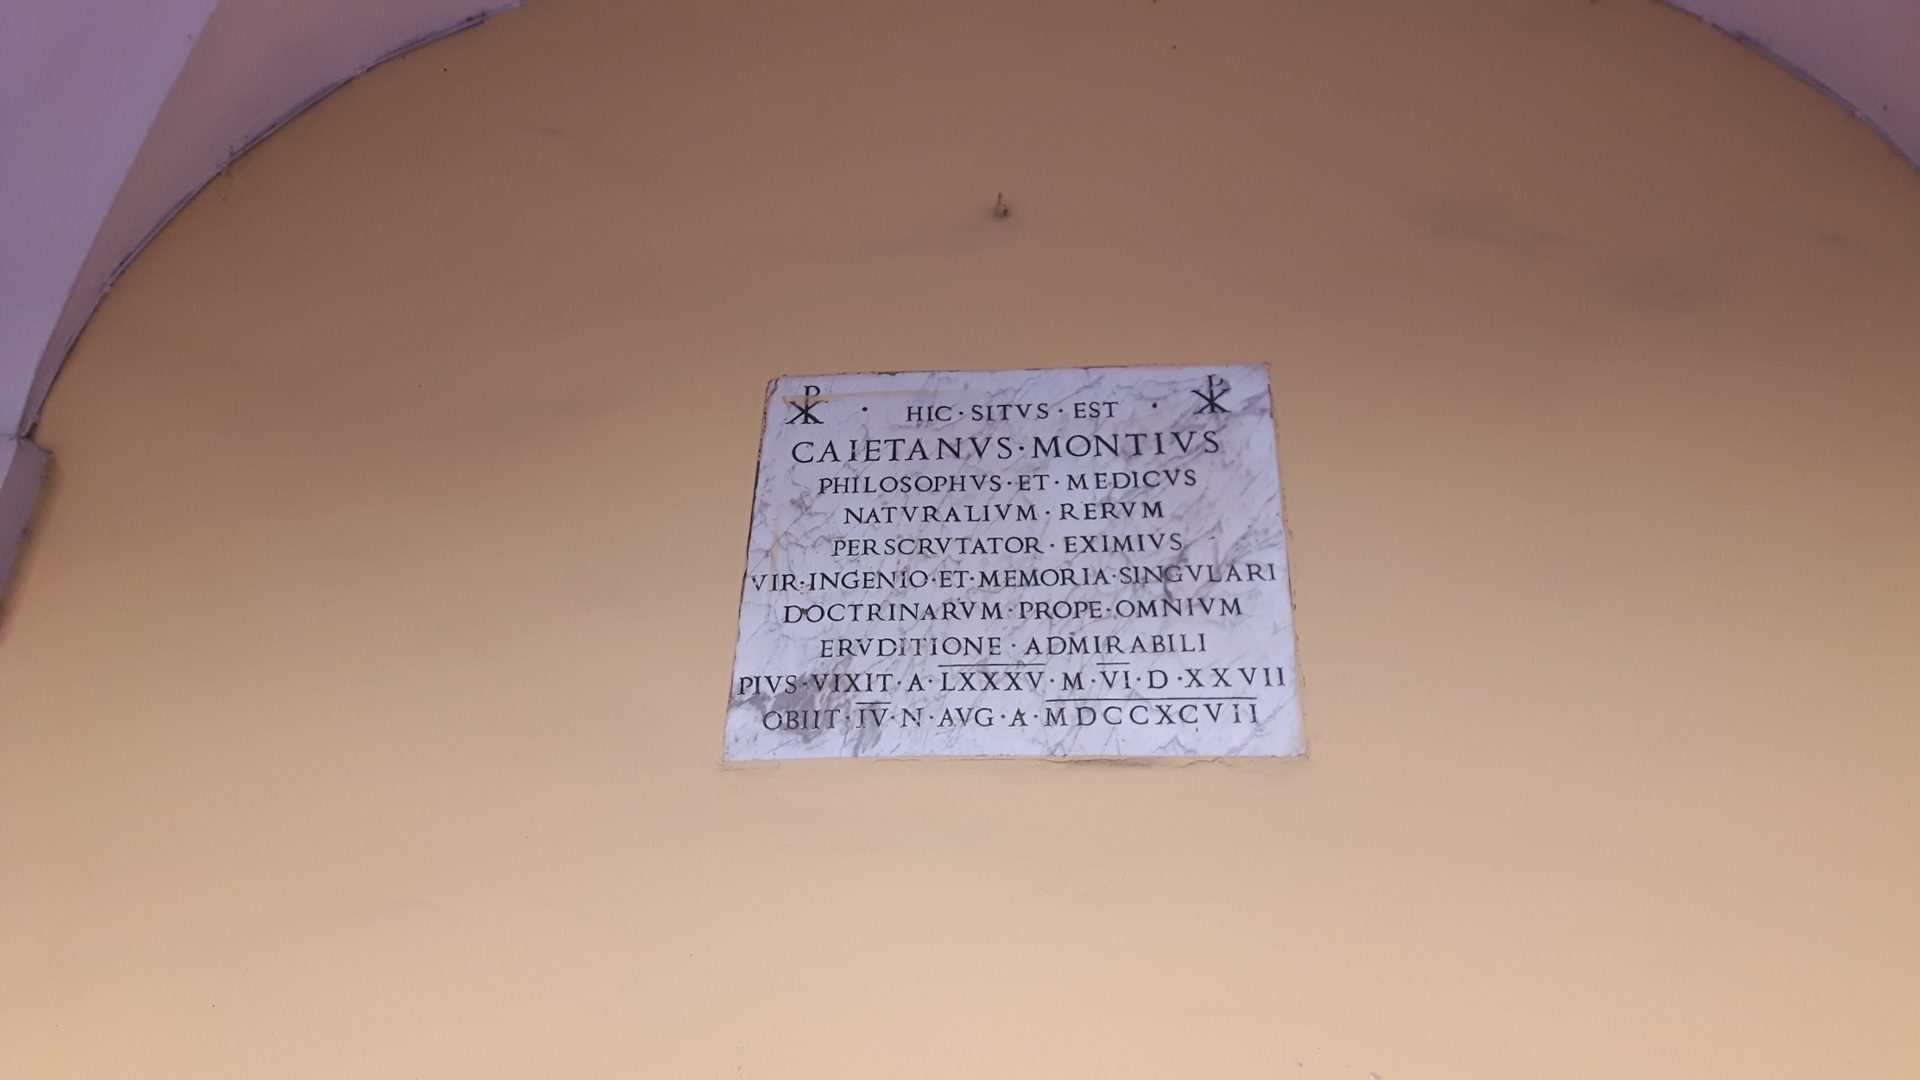 ☧ · HIC · SITVS · EST · ☧
CAIETANVS · MONTIVS
PHILOSOPHVS · ET · MEDICVS
NATVRALIVM · RERVM
PERSCRVTATOR · EXIMIVS
VIR · INGENIO · ET · MEMORIA · SINGVLARI
DOCTRINARVM · PROPE · OMNIVM
ERVDITIONE · ADMIRABILI
PIVS · VIXIT · A · LXXXV · M · VI · D · XXVII
OBIIT · IV · N · AVG · A · MDCCXCVII